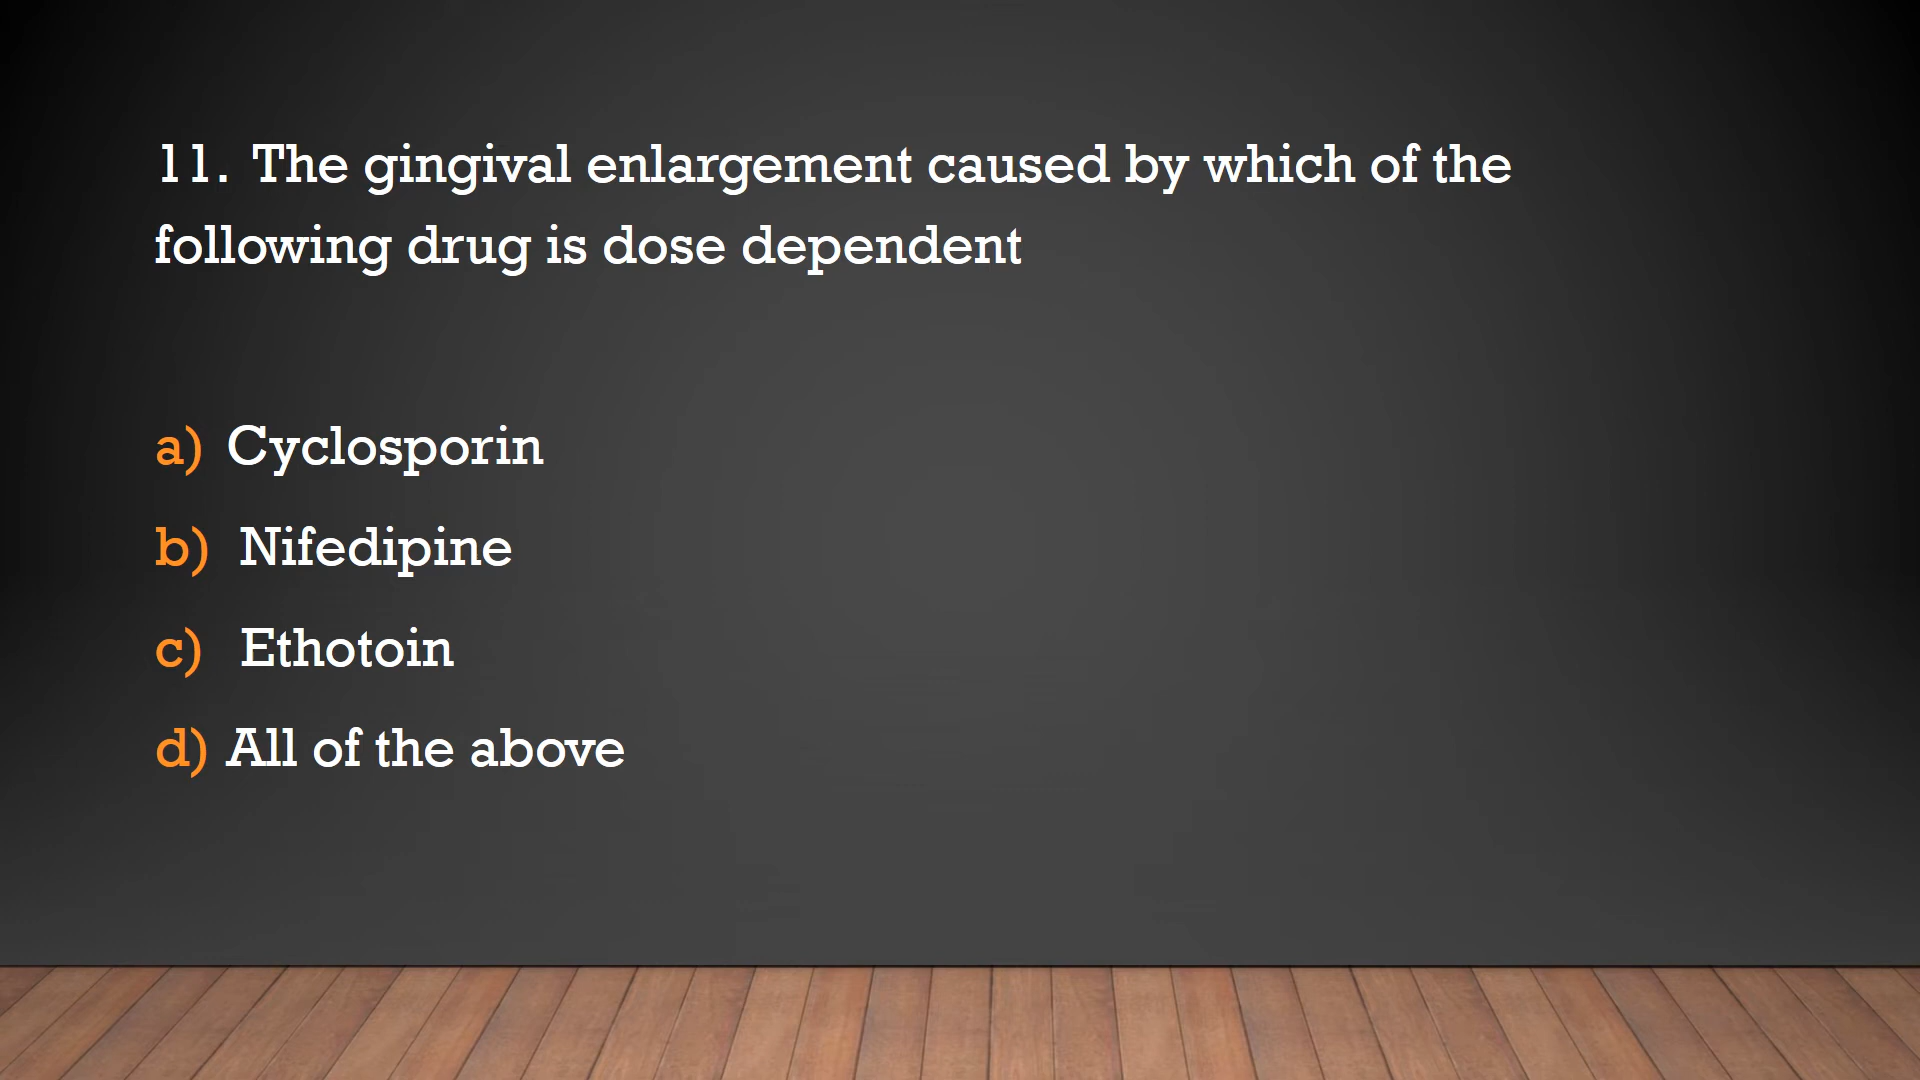 11. The gingival enlargement caused by which of the
following drug is dose dependent
a) Cyclosporin
b) Nifedipine
c) Ethotoin
d) All of the above